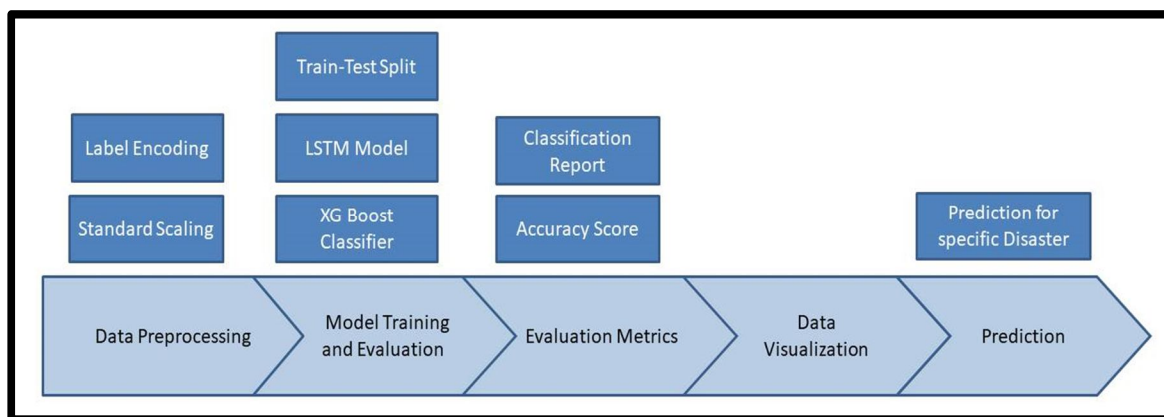 Train-Test Split
Label Encoding
LSTM Model
Classification
Report
Standard Scaling
XG Boost
Classifier
Accuracy Score
Prediction for
specific Disaster
Data Preprocessing
Model Training
and Evaluation
Evaluation Metrics
Data
Visualization
Prediction